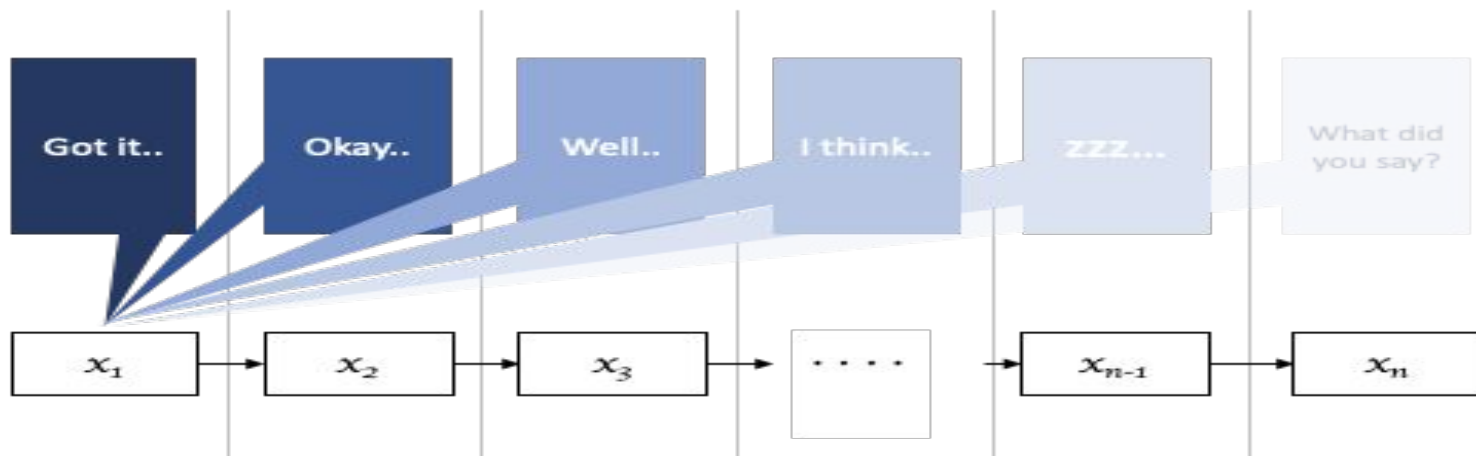 Got it..
Okay..
Well..
I think..
zzz...
What did
you say?
x₁
x₂
x₃
. . . .
xₙ₋₁
xₙ